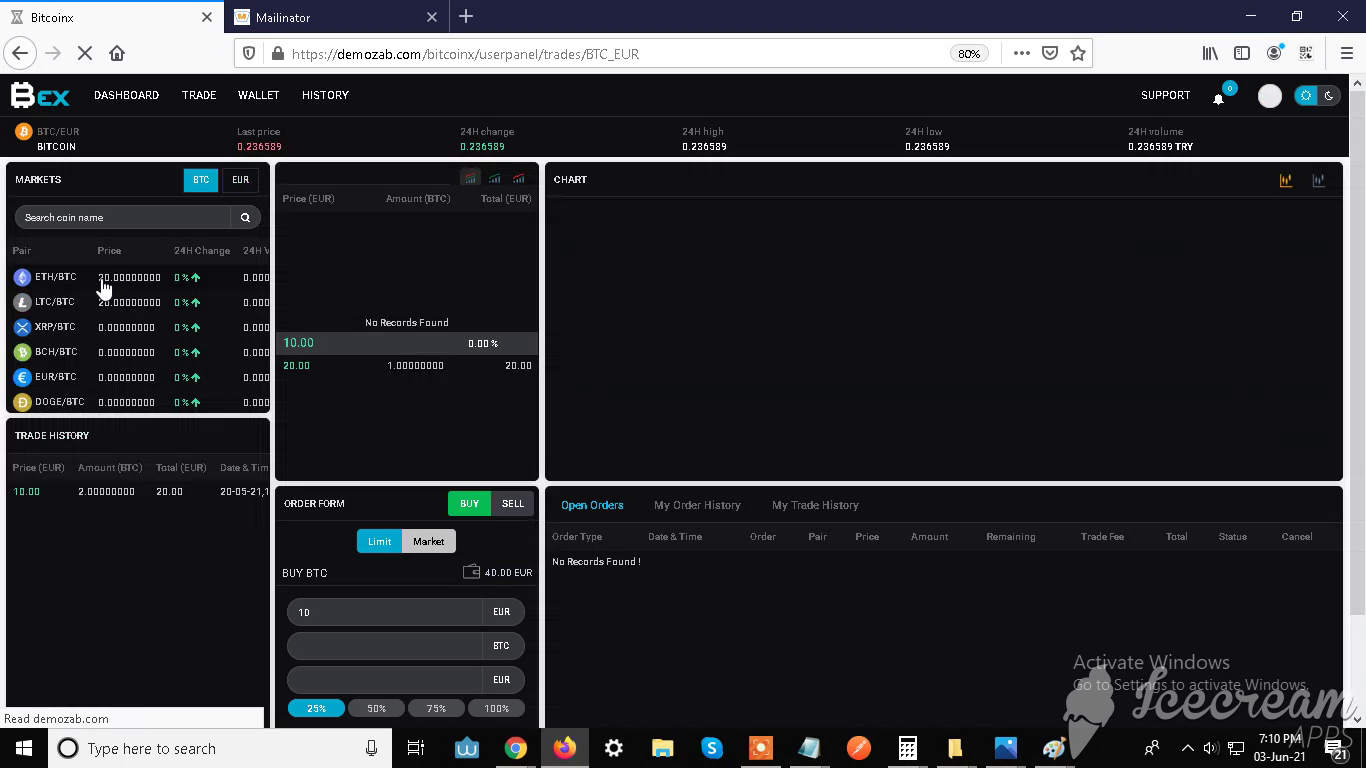 Bitcoinx
Mailinator
https://demozab.com/bitcoinx/userpanel/trades/BTC_EUR
80%
BEX
DASHBOARD
TRADE
WALLET
HISTORY
SUPPORT
0
BTC/EUR
BITCOIN
Last price
0.236589
24H change
0.236589
24H high
0.236589
24H low
0.236589
24H volume
0.236589 TRY
MARKETS
BTC
EUR
Search coin name
Pair Price 24H Change 24H V
ETH/BTC 20.00000000 0 % 0.000
LTC/BTC 20.00000000 0 % 0.000
XRP/BTC 0.00000000 0 % 0.000
BCH/BTC 0.00000000 0 % 0.000
EUR/BTC 0.00000000 0 % 0.000
DOGE/BTC 0.00000000 0 % 0.000
TRADE HISTORY
Price (EUR) Amount (BTC) Total (EUR) Date & Tim
10.00 2.00000000 20.00 20-05-21,1
Price (EUR) Amount (BTC) Total (EUR)
No Records Found
10.00 0.00 %
20.00 1.00000000 20.00
ORDER FORM
BUY
SELL
Limit
Market
BUY BTC
40.00 EUR
10 EUR
BTC
EUR
25% 50% 75% 100%
CHART
Open Orders
My Order History
My Trade History
Order Type Date & Time Order Pair Price Amount Remaining Trade Fee Total Status Cancel
No Records Found !
Activate Windows
Go to Settings to activate Windows.
Icecream
APPS
Read demozab.com
Type here to search
7:10 PM
03-Jun-21
21